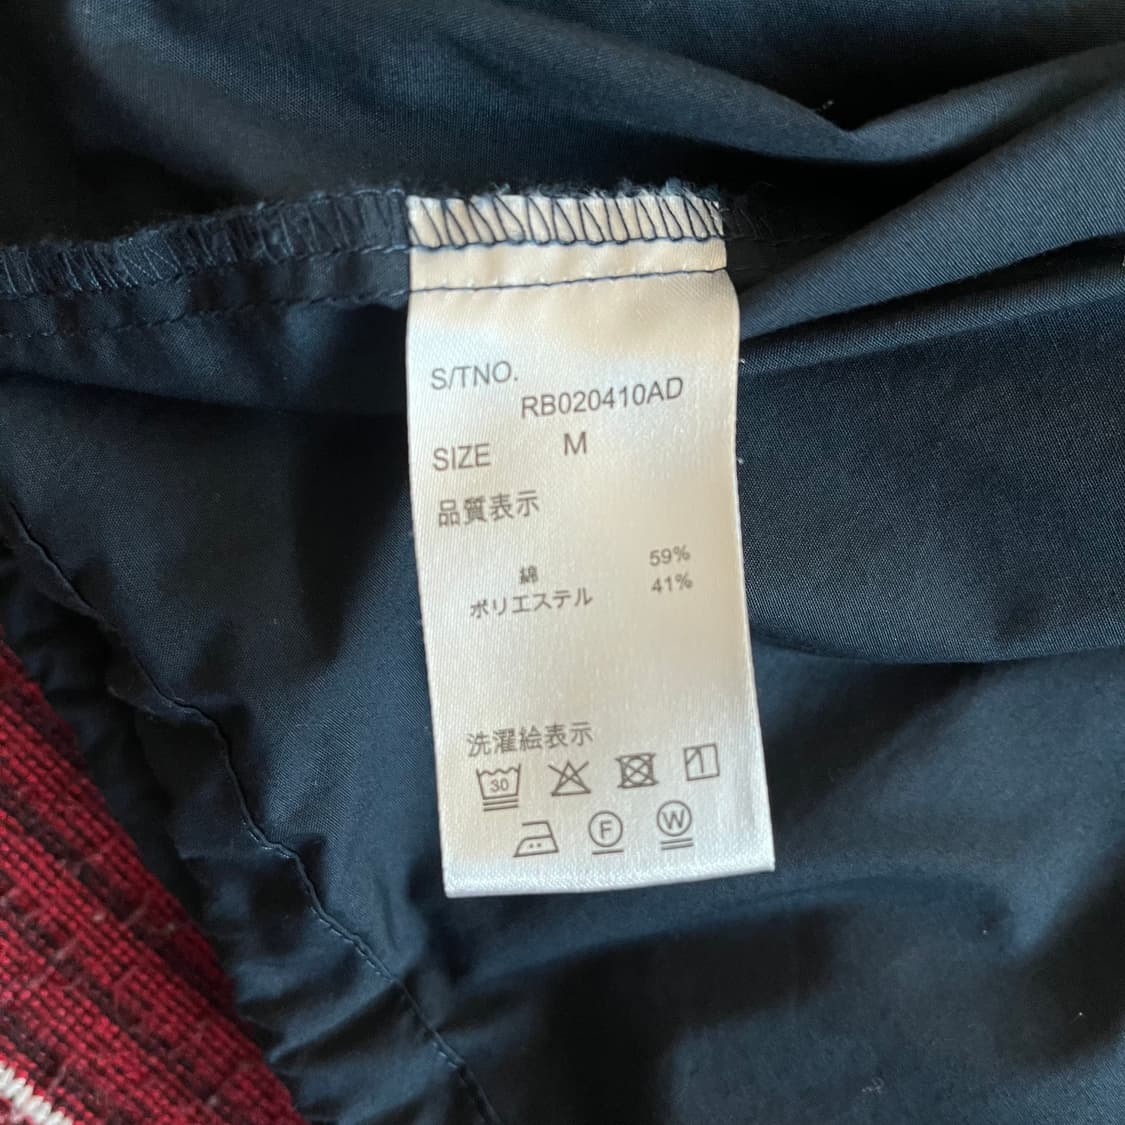 S/TNO.
RB020410AD
SIZE M
品質表示
綿 59%
ポリエステル 41%
洗濯絵表示
30
F W